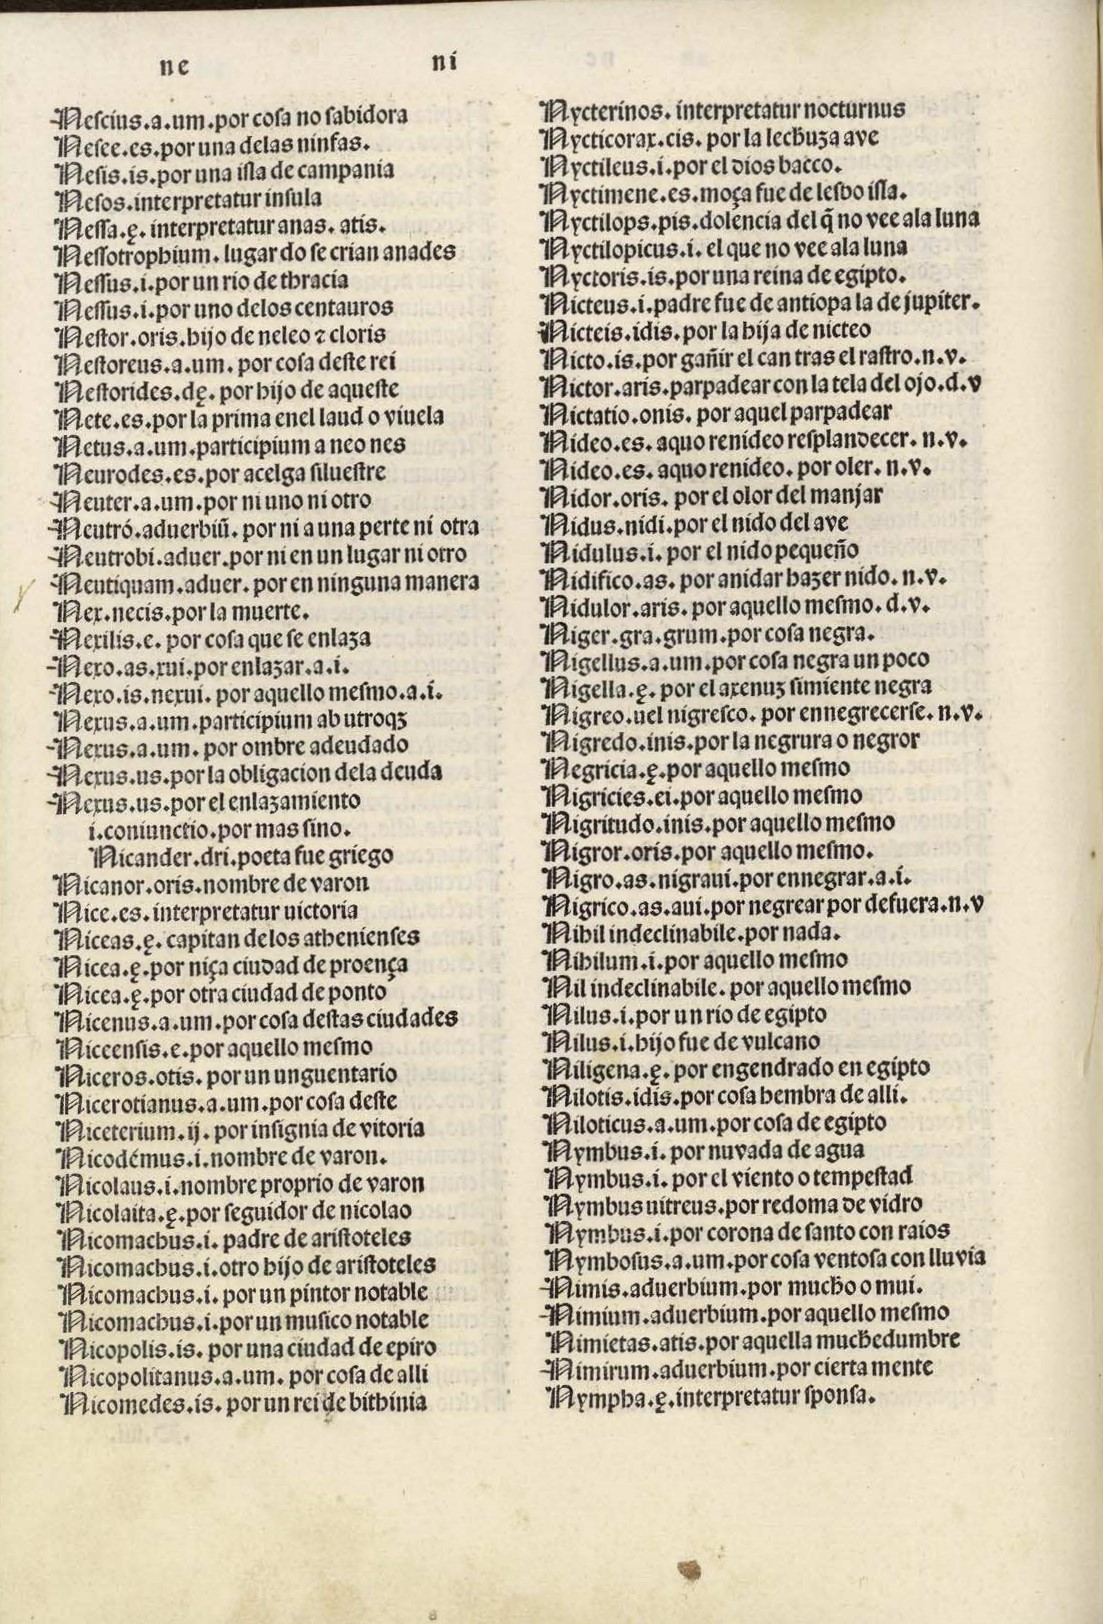 ne
ni
Nescius.a.um.por cosa no sabidora
Nesee.es.por una delas ninfas.
Nesis.is.por una isla de campania
Nesos.interpretatur insula
Nessa.ę. interpretatur anas. atis.
Nessotrophium. lugar do se crian anades
Nessus.i.por un rio de thracia
Nessus.i.por uno delos centauros
Nestor.oris.hijo de neleo ⁊ cloris
Nestoreus.a.um. por cosa deste rei
Nestorides.dę. por hijo de aqueste
Nete.es.por la prima enel laud o viuela
Netus.a.um.participium a neo nes
Neurodes.es.por acelga siluestre
Neuter.a.um.por ni uno ni otro
Neutró.aduerbiū. por ni a una perte ni otra
Neutrobi.aduer.por ni en un lugar ni otro
Neutiquam.aduer. por en ninguna manera
Nex.necis.por la muerte.
Nexilis.e. por cosa que se enlaza
Nexo.as.xui.por enlazar.a.i.
Nexo.is.nexui. por aquello mesmo.a.i.
Nexus.a.um.participium ab utroqꝫ
Nexus.a.um. por ombre adeudado
Nexus.us.por la obligacion dela deuda
Nexus.us.por el enlazamiento
i.coniunctio.por mas sino.
Nicander.dri.poeta fue griego
Nicanor.oris.nombre de varon
Nice.es.interpretatur uictoria
Niceas.ę. capitan delos athenienses
Nicea.ę.por niça ciudad de proença
Nicea.ę.por otra ciudad de ponto
Nicenus.a.um.por cosa destas ciudades
Niceensis.e.por aquello mesmo
Niceros.otis. por un unguentario
Nicerotianus.a.um.por cosa deste
Niceterium.ij. por insignia de vitoria
Nicodémus.i.nombre de varon.
Nicolaus.i.nombre proprio de varon
Nicolaita.ę.por seguidor de nicolao
Nicomachus.i. padre de aristoteles
Nicomachus.i.otro hijo de aristoteles
Nicomachus.i. por un pintor notable
Nicomachus.i.por un musico notable
Nicopolis.is. por una ciudad de epiro
Nicopolitanus.a.um. por cosa de alli
Nicomedes.is. por un rei de bithinia
Nycterinos. interpretatur nocturnus
Nycticorax.cis. por la lechuza ave
Nyctileus.i.por el dios bacco.
Nyctimene.es.moça fue de lesbo isla.
Nyctilops.pis.dolencia del q̃ no vee ala luna
Nyctilopicus.i. el que no vee ala luna
Nyctoris.is.por una reina de egipto.
Nicteus.i.padre fue de antiopa la de jupiter.
Nicteis.idis.por la hija de nicteo
Nicto.is.por gañir el can tras el rastro.n.v.
Nictor.aris.parpadear con la tela del ojo.d.v
Nictatio.onis. por aquel parpadear
Nideo.es.aquo renideo resplandecer. n.v.
Nideo.es.aquo renideo. por oler. n.v.
Nidor.oris. por el olor del manjar
Nidus.nidi.por el nido del ave
Nidulus.i. por el nido pequeño
Nidifico.as. por anidar hazer nido. n.v.
Nidulor.aris. por aquello mesmo. d.v.
Niger.gra.grum.por cosa negra.
Nigellus.a.um.por cosa negra un poco
Nigella.ę. por el axenuz simiente negra
Nigreo.uel nigresco. por ennegrecerse. n.v.
Nigredo.inis.por la negrura o negror
Negricia.ę.por aquello mesmo
Nigricies.ei.por aquello mesmo
Nigritudo.inis.por aquello mesmo
Nigror.oris.por aquello mesmo.
Nigro.as.nigraui.por ennegrar.a.i.
Nigrico.as.aui.por negrear por defuera.n.v
Nihil indeclinabile.por nada.
Nihilum.i.por aquello mesmo
Nil indeclinabile. por aquello mesmo
Nilus.i.por un rio de egipto
Nilus.i.hijo fue de vulcano
Niligena.ę. por engendrado en egipto
Nilotis.idis.por cosa hembra de alli.
Niloticus.a.um.por cosa de egipto
Nymbus.i. por nuvada de agua
Nymbus.i. por el viento o tempestad
Nymbus uitreus.por redoma de vidro
Nymbus.i.por corona de santo con raios
Nymbosus.a.um.por cosa ventosa con lluvia
Nimis.aduerbium.por mucho o mui.
Nimium.aduerbium.por aquello mesmo
Nimietas.atis.por aquella muchedumbre
Nimirum.aduerbium.por cierta mente
Nympha.ę.interpretatur sponsa.